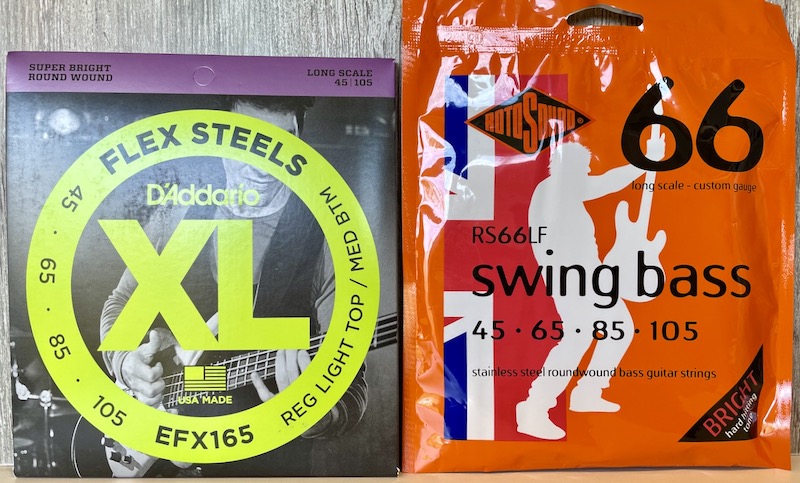 SUPER BRIGHT
ROUND WOUND
LONG SCALE
45 | 105
FLEX STEELS
D'Addario
XL
45
65
85
105
REG LIGHT TOP / MED BTM
USA MADE
EFX165
ROTOSOUND
66
long scale - custom gauge
RS66LF
swing bass
45 · 65 · 85 · 105
stainless steel roundwound bass guitar strings
BRIGHT
hard hitting
tone